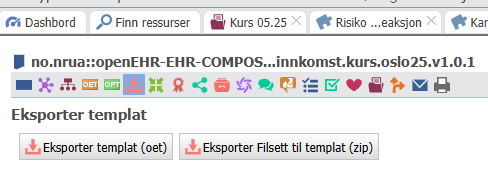 Dashbord Finn ressurser Kurs 05.25 Risiko ...eaksjon Kar
no.nrua::openEHR-EHR-COMPOS...innkomst.kurs.oslo25.v1.0.1
OET OPT
Eksporter templat
Eksporter templat (oet) Eksporter Filsett til templat (zip)